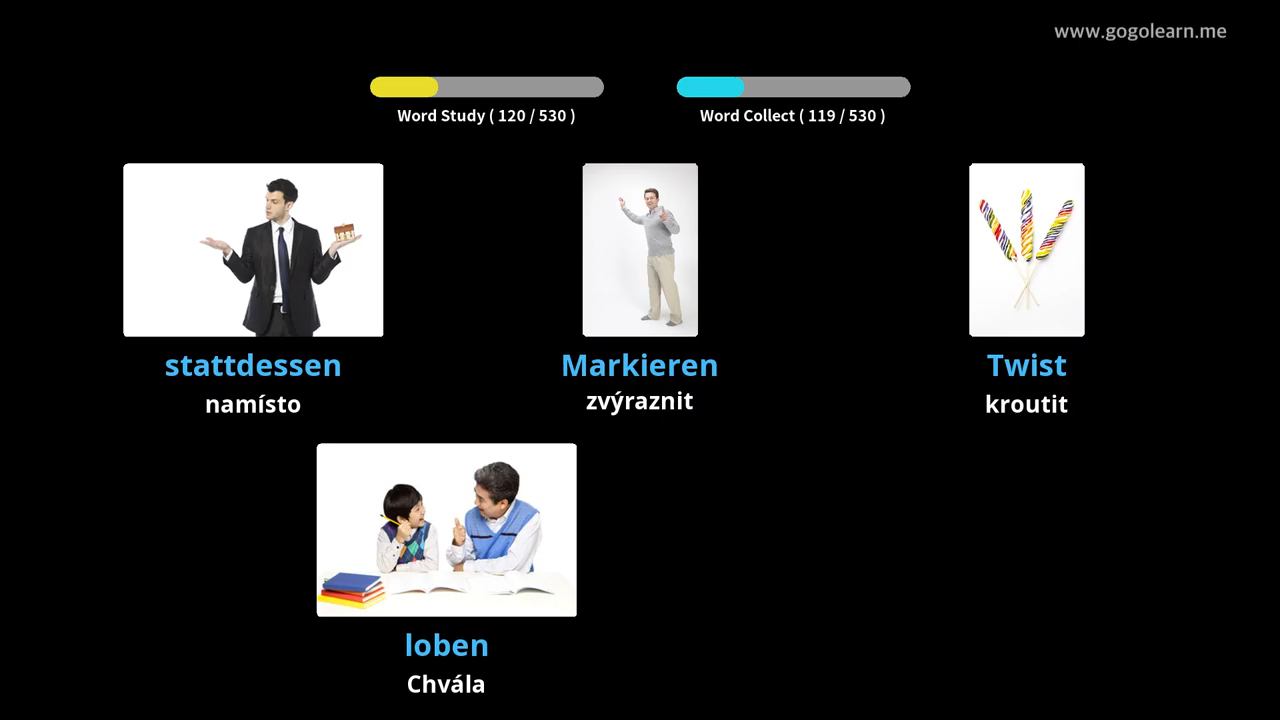 www.gogolearn.me
Word Study ( 120 / 530 )
Word Collect ( 119 / 530 )
stattdessen
namísto
Markieren
zvýraznit
Twist
kroutit
loben
Chvála